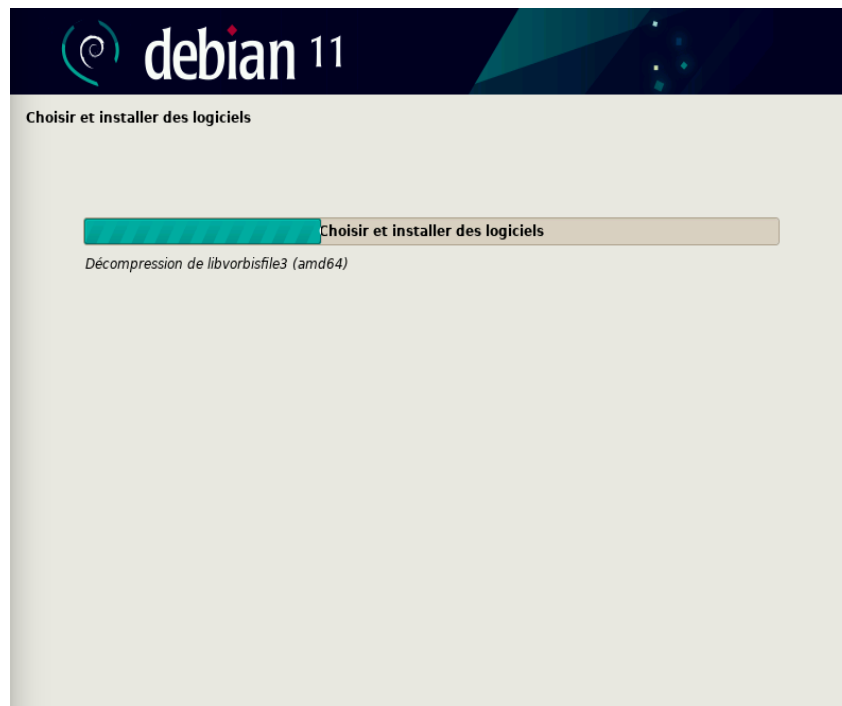 debian 11
Choisir et installer des logiciels
Choisir et installer des logiciels
Décompression de libvorbisfile3 (amd64)